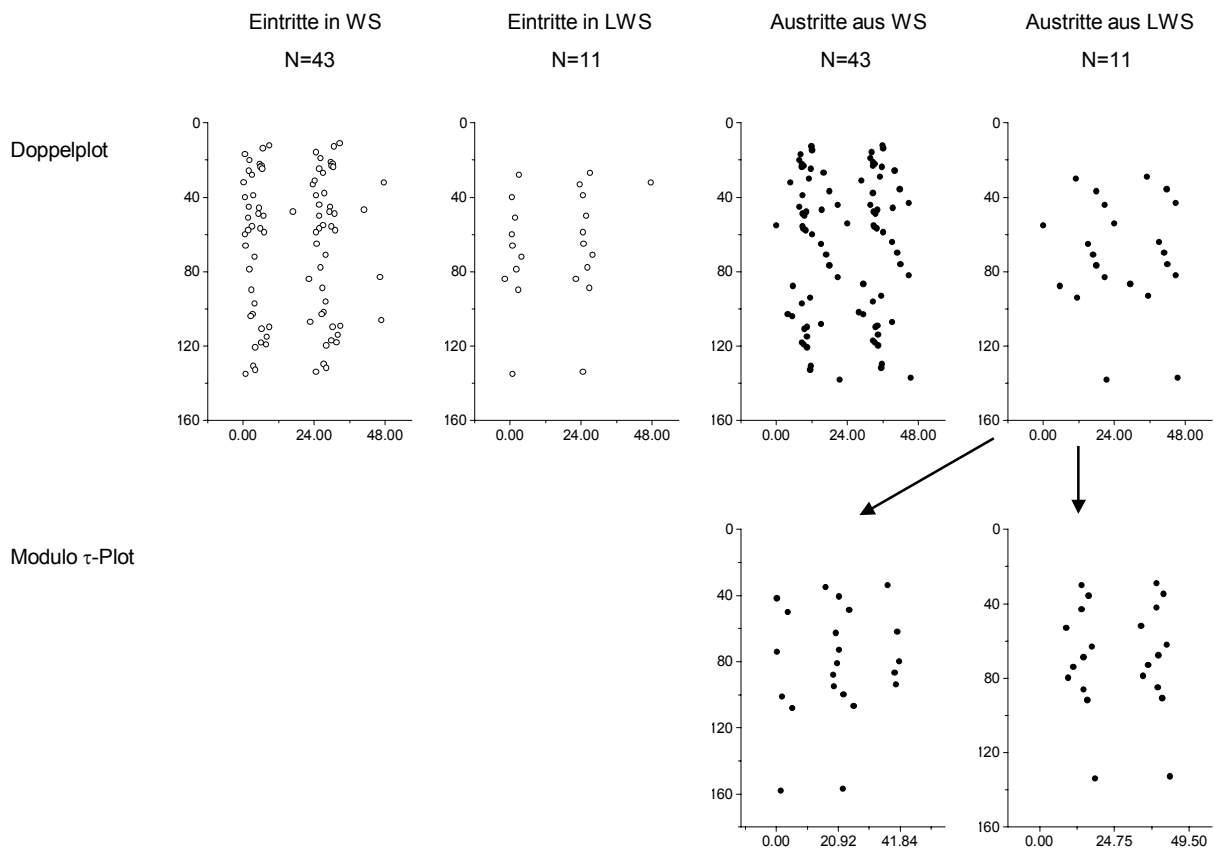 Eintritte in WS Eintritte in LWS Austritte aus WS Austritte aus LWS
N=43 N=11 N=43 N=11
Doppelplot
0 0 0 0
40 40 40 40
80 80 80 80
120 120 120 120
160 160 160 160
0.00 24.00 48.00 0.00 24.00 48.00 0.00 24.00 48.00 0.00 24.00 48.00
Modulo τ-Plot
0 0
40 40
80 80
120 120
160 160
0.00 20.92 41.84 0.00 24.75 49.50